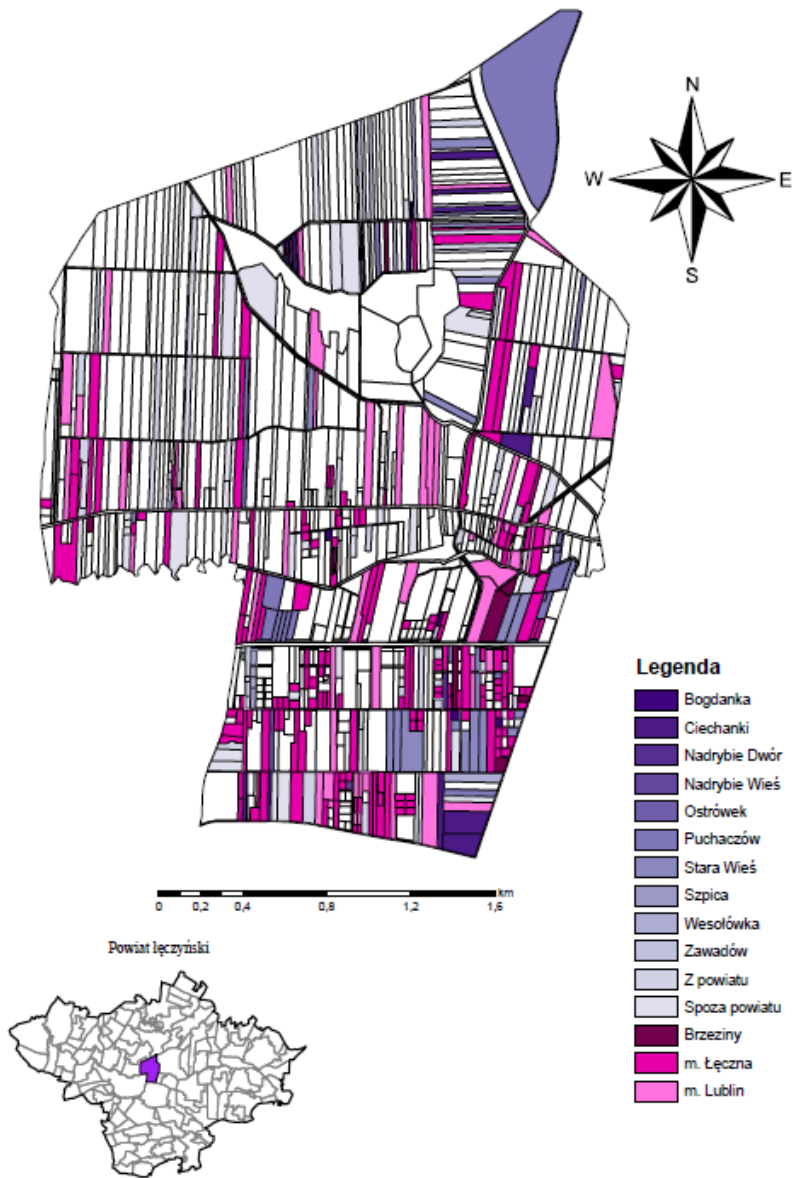 N
W E
S
Legenda
Bogdanka
Ciechanki
Nadrybie Dwór
Nadrybie Wieś
Ostrówek
Puchaczów
Stara Wieś
Szpica
Wesołówka
Zawadów
Z powiatu
Spoza powiatu
Brzeziny
m. Łęczna
m. Lublin
km
0 0,2 0,4 0,8 1,2 1,6
Powiat łęczyński